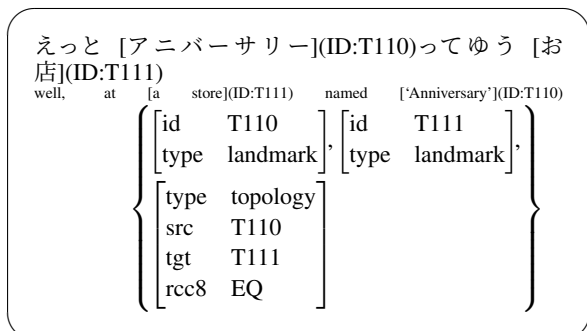 えっと [アニバーサリー](ID:T110)ってゆう [お
店](ID:T111)
well, at [a store](ID:T111) named ['Anniversary'](ID:T110)
id T110 , id T111 ,
type landmark type landmark
type topology
src T110
tgt T111
rcc8 EQ